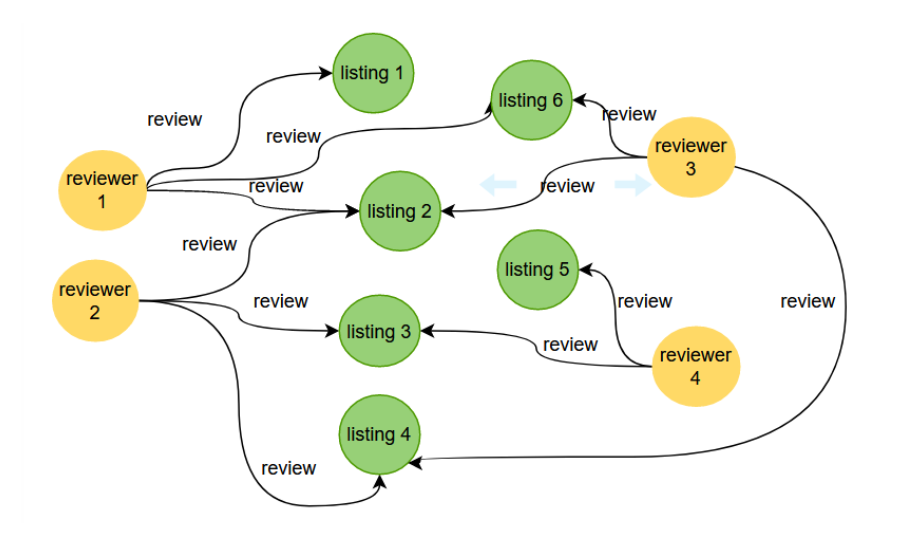 listing 1
listing 6
review
review
review
reviewer
1
reviewer
3
review
review
listing 2
review
listing 5
reviewer
2
review
review
review
listing 3
review
reviewer
4
listing 4
review